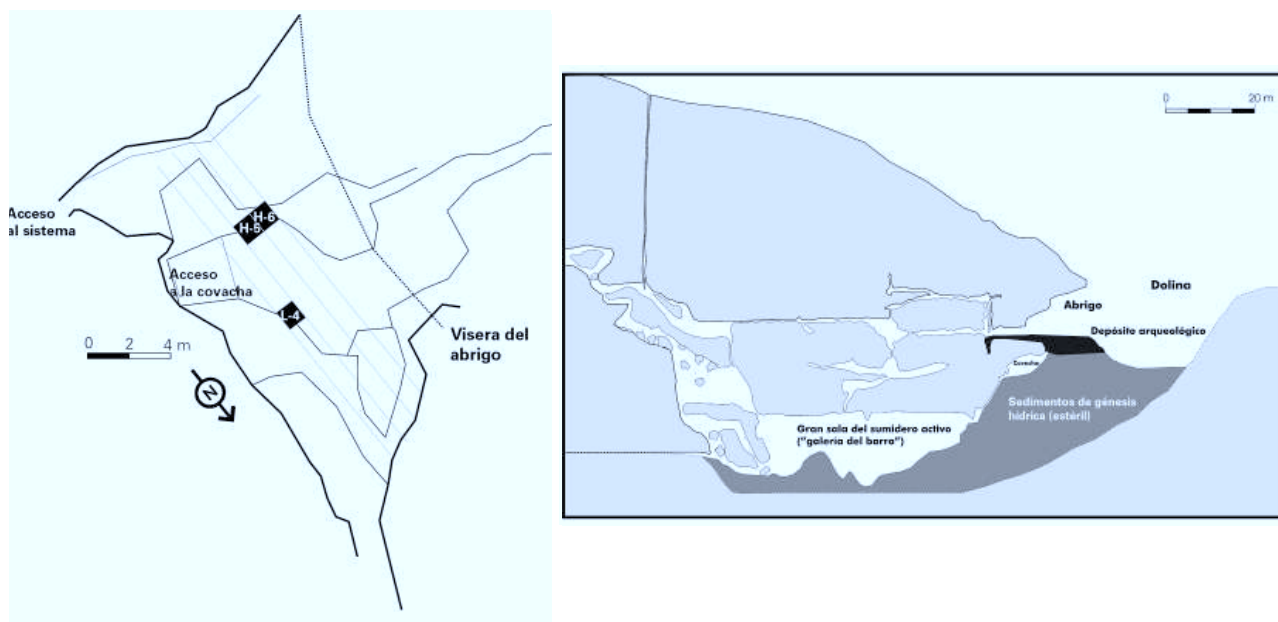 Acceso
al sistema
H-6
H-5
Acceso
a la covacha
L-4
0 2 4 m
N
Visera del
abrigo
0 20 m
Dolina
Abrigo
Depósito arqueológico
Covacha
Sedimentos de génesis
hídrica (estéril)
Gran sala del sumidero activo
("galería del barro")